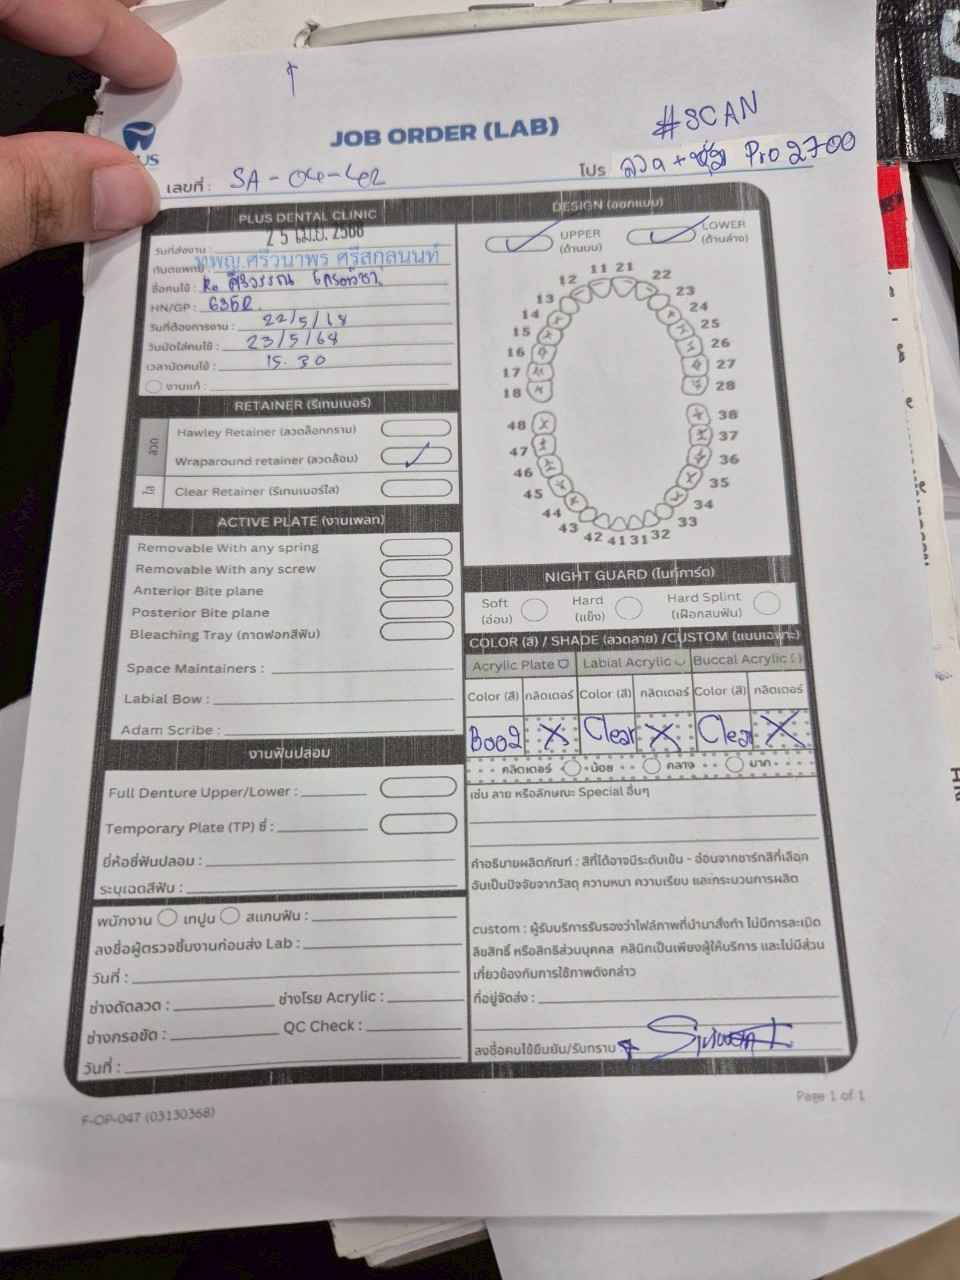 #SCAN
JOB ORDER (LAB)
โปร ลวด + Pro 2700
เลขที่ : SA - 04-42
PLUS DENTAL CLINIC
วันที่ส่งงาน : 25 เม.ย. 2568
ทันตแพทย์ : ทพญ.ศรีวนาพร ศรีสกุลนนท์
ชื่อคนไข้ :
HN/GP : 6352
วันที่ต้องการงาน : 22/5/68
วันนัดใส่คนไข้ : 23/5/68
เวลานัดคนไข้ : 15.30
งานแก้ :
RETAINER (รีเทนเนอร์)
ลวด
Hawley Retainer (ลวดล็อกกราม)
Wraparound retainer (ลวดล้อม)
ใส
Clear Retainer (รีเทนเนอร์ใส)
ACTIVE PLATE (งานเพลท)
Removable With any spring
Removable With any screw
Anterior Bite plane
Posterior Bite plane
Bleaching Tray (ถาดฟอกสีฟัน)
Space Maintainers :
Labial Bow :
Adam Scribe :
งานฟันปลอม
Full Denture Upper/Lower :
Temporary Plate (TP) ซี่ :
ยี่ห้อซี่ฟันปลอม :
ระบุเฉดสีฟัน :
พนักงาน เทปูน สแกนฟัน :
ลงชื่อผู้ตรวจชิ้นงานก่อนส่ง Lab :
วันที่ :
ช่างดัดลวด : ช่างโรย Acrylic :
ช่างกรอขัด : QC Check :
วันที่ :
DESIGN (ออกแบบ)
UPPER (ด้านบน)
LOWER (ด้านล่าง)
11 21
12 22
13 23
14 24
15 25
16 26
17 27
18 28
48 38
47 37
46 36
45 35
44 34
43 33
42 41 31 32
NIGHT GUARD (ไนท์การ์ด)
Soft (อ่อน)
Hard (แข็ง)
Hard Splint (เฝือกสบฟัน)
COLOR (สี) / SHADE (ลวดลาย) /CUSTOM (แบบเฉพาะ)
Acrylic Plate Labial Acrylic Buccal Acrylic ( )
Color (สี) กลิตเตอร์ Color (สี) กลิตเตอร์ Color (สี) กลิตเตอร์
B002 X Clear X Clear X
กลิตเตอร์ น้อย กลาง มาก
เช่น ลาย หรือลักษณะ Special อื่นๆ
คำอธิบายผลิตภัณฑ์ : สีที่ได้อาจมีระดับเข้ม - อ่อนจากชาร์กสีที่เลือก
อันเป็นปัจจัยจากวัสดุ ความหนา ความเรียบ และกระบวนการผลิต
custom : ผู้รับบริการรับรองว่าไฟล์ภาพที่นำมาสั่งทำ ไม่มีการละเมิด
ลิขสิทธิ์ หรือสิทธิส่วนบุคคล คลินิกเป็นเพียงผู้ให้บริการ และไม่มีส่วน
เกี่ยวข้องกับการใช้ภาพดังกล่าว
ที่อยู่จัดส่ง :
ลงชื่อคนไข้ยืนยัน/รับทราบ
F-OP-047 (03130368)
Page 1 of 1